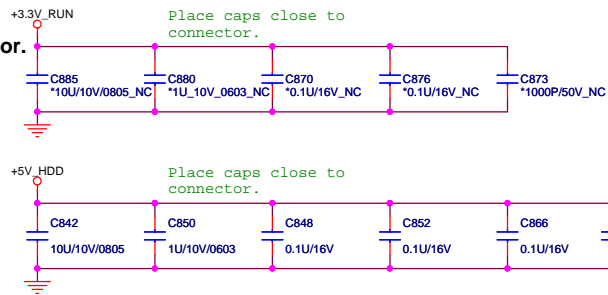 +3.3V_RUN
Place caps close to
connector.
or.
C885
*10U/10V/0805_NC
C880
*1U_10V_0603_NC
C870
*0.1U/16V_NC
C876
*0.1U/16V_NC
C873
*1000P/50V_NC
+5V_HDD
Place caps close to
connector.
C842
10U/10V/0805
C850
1U/10V/0603
C848
0.1U/16V
C852
0.1U/16V
C866
0.1U/16V